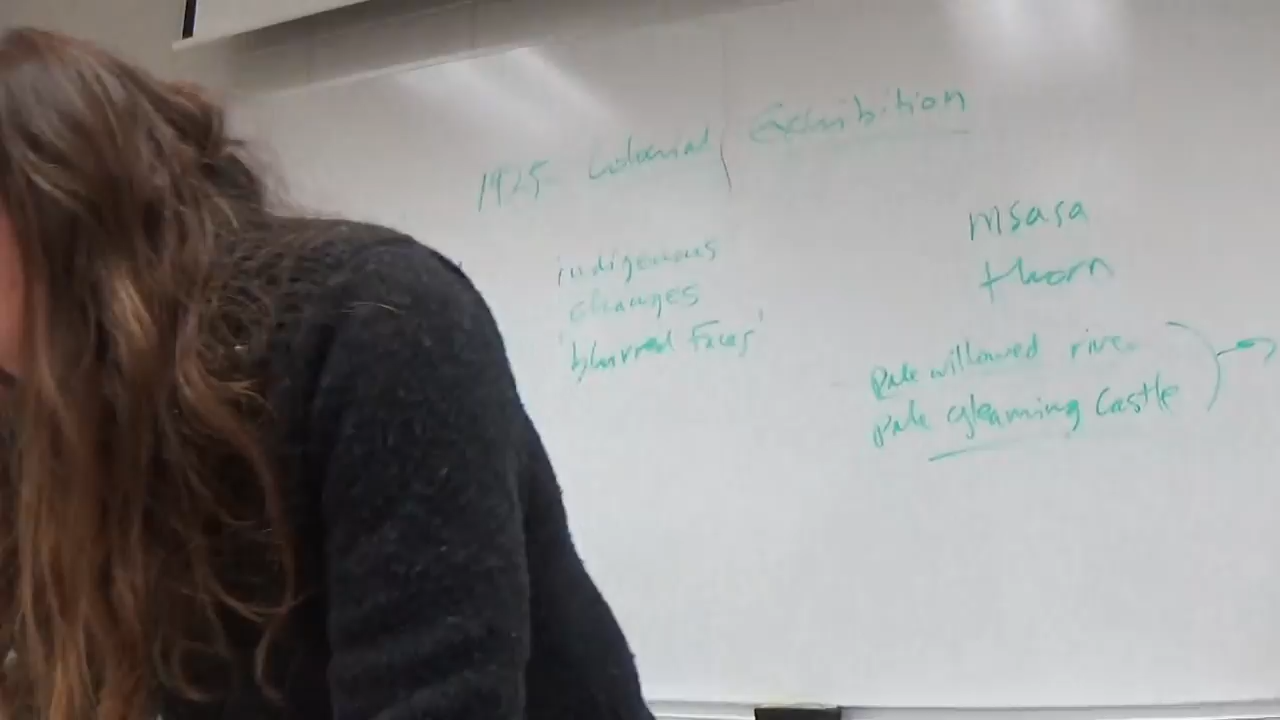 1925 Colonial Exhibition
indigenous
changes
'blurred Faces'
msasa
thorn
pale willowed river
pale gleaming Castle